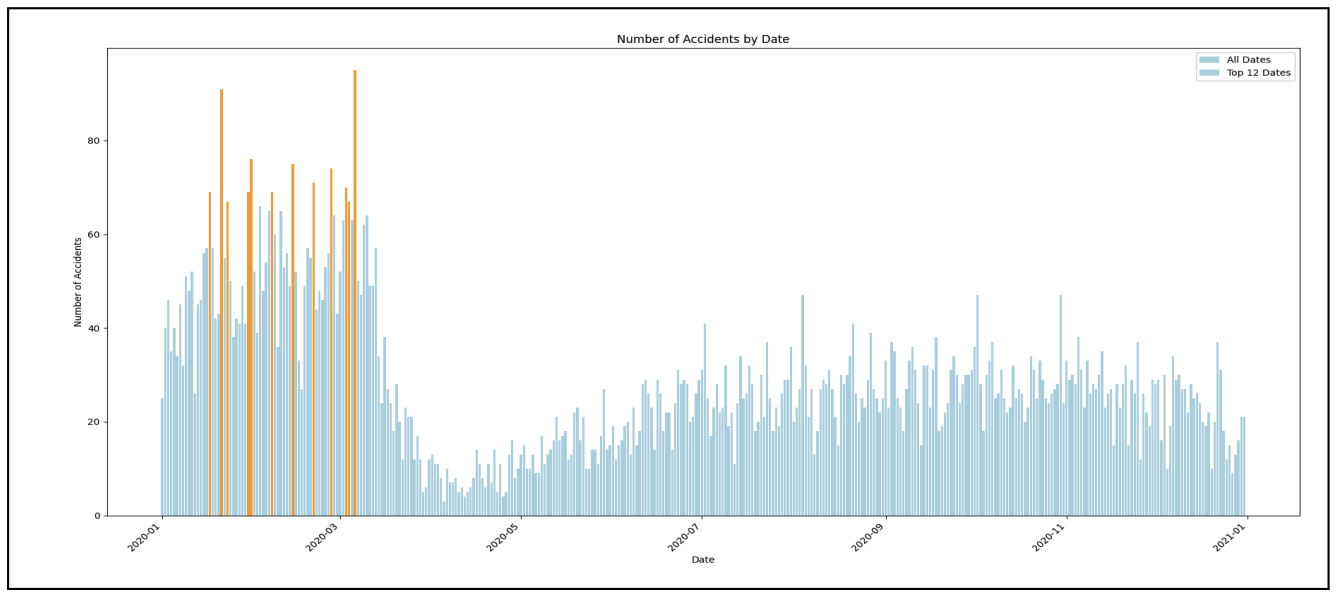 Number of Accidents by Date
All Dates
Top 12 Dates
Number of Accidents
80
60
40
20
0
2020-01
2020-03
2020-05
2020-07
2020-09
2020-11
2021-01
Date